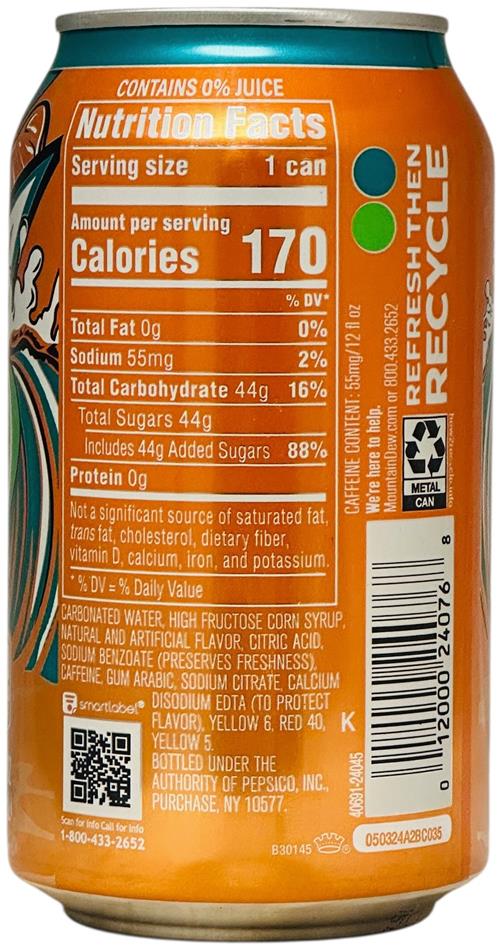 CONTAINS 0% JUICE
Nutrition Facts
Serving size 1 can
Amount per serving
Calories 170
% DV*
Total Fat 0g 0%
Sodium 55mg 2%
Total Carbohydrate 44g 16%
Total Sugars 44g
Includes 44g Added Sugars 88%
Protein 0g
Not a significant source of saturated fat,
trans fat, cholesterol, dietary fiber,
vitamin D, calcium, iron, and potassium.
* % DV = % Daily Value
CARBONATED WATER, HIGH FRUCTOSE CORN SYRUP,
NATURAL AND ARTIFICIAL FLAVOR, CITRIC ACID,
SODIUM BENZOATE (PRESERVES FRESHNESS),
CAFFEINE, GUM ARABIC, SODIUM CITRATE, CALCIUM
DISODIUM EDTA (TO PROTECT
FLAVOR), YELLOW 6, RED 40,
YELLOW 5.
BOTTLED UNDER THE
AUTHORITY OF PEPSICO, INC.,
PURCHASE, NY 10577.
smartlabel®
Scan for info Call for info
1-800-433-2652
B30145
K
40691-24045
CAFFEINE CONTENT: 55mg/12 fl oz
We're here to help.
MountainDew.com or 800.433.2652
REFRESH THEN
RECYCLE
METAL
CAN
how2recycle.info
0 12000 24076 8
050324A2BC035